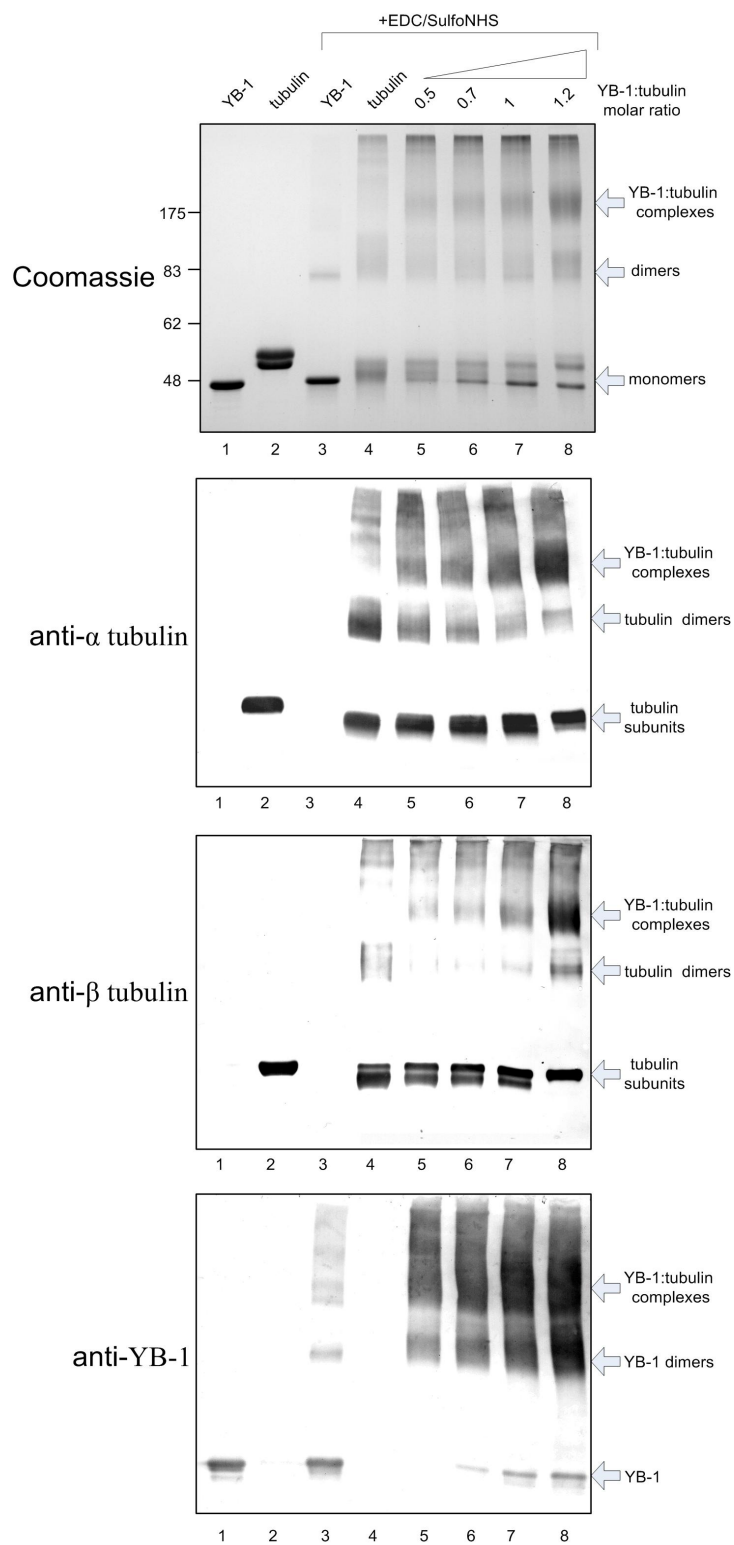 +EDC/SulfoNHS
YB-1 tubulin YB-1 tubulin 0.5 0.7 1 1.2 YB-1:tubulin
molar ratio
Coomassie
175
83
62
48
YB-1:tubulin
complexes
dimers
monomers
1 2 3 4 5 6 7 8
anti-α tubulin
YB-1:tubulin
complexes
tubulin dimers
tubulin
subunits
1 2 3 4 5 6 7 8
anti-β tubulin
YB-1:tubulin
complexes
tubulin dimers
tubulin
subunits
1 2 3 4 5 6 7 8
anti-YB-1
YB-1:tubulin
complexes
YB-1 dimers
YB-1
1 2 3 4 5 6 7 8